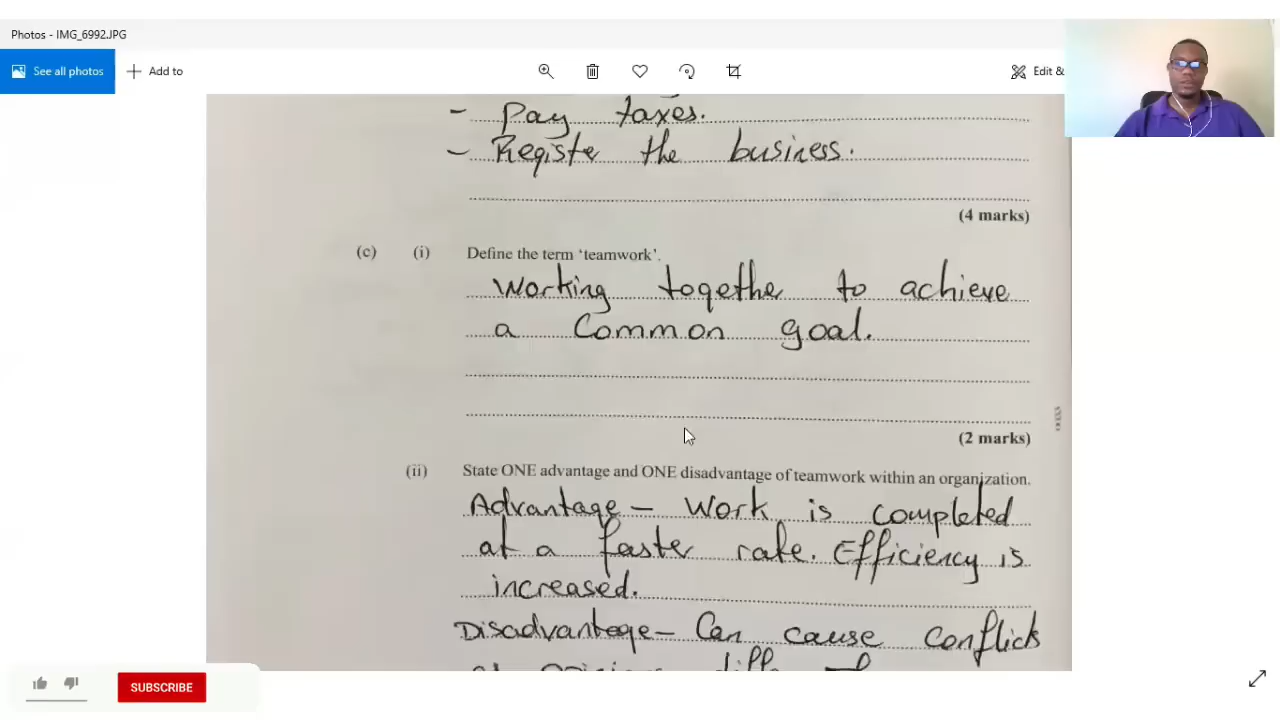 Photos - IMG_6992.JPG
See all photos
Add to
Edit &
- Pay taxes.
- Register the business.
(4 marks)
(c) (i) Define the term ‘teamwork’.
Working together to achieve
a common goal.
(2 marks)
(ii) State ONE advantage and ONE disadvantage of teamwork within an organization.
Advantage - Work is completed
at a faster rate. Efficiency is
increased.
Disadvantage - Can cause conflicts
SUBSCRIBE